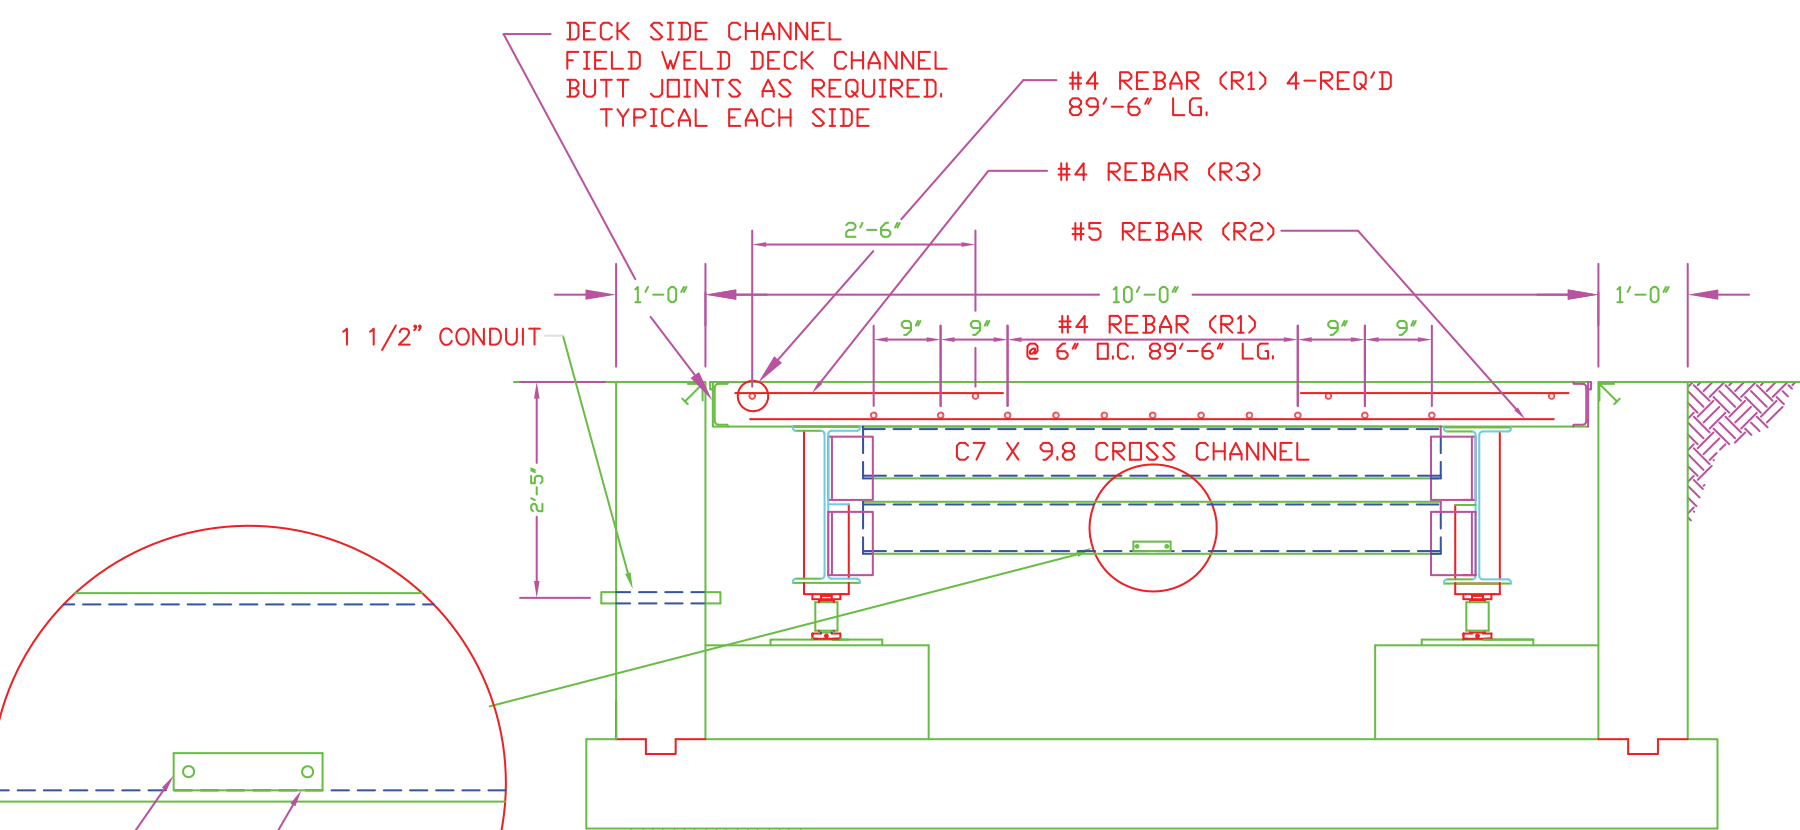 DECK SIDE CHANNEL
FIELD WELD DECK CHANNEL
BUTT JOINTS AS REQUIRED.
TYPICAL EACH SIDE
#4 REBAR (R1) 4-REQ'D
89'-6" LG.
#4 REBAR (R3)
2'-6"
#5 REBAR (R2)
1'-0"
10'-0"
1'-0"
1 1/2" CONDUIT
9"
9"
#4 REBAR (R1)
@ 6" O.C. 89'-6" LG.
9"
9"
2'-5"
C7 X 9.8 CROSS CHANNEL